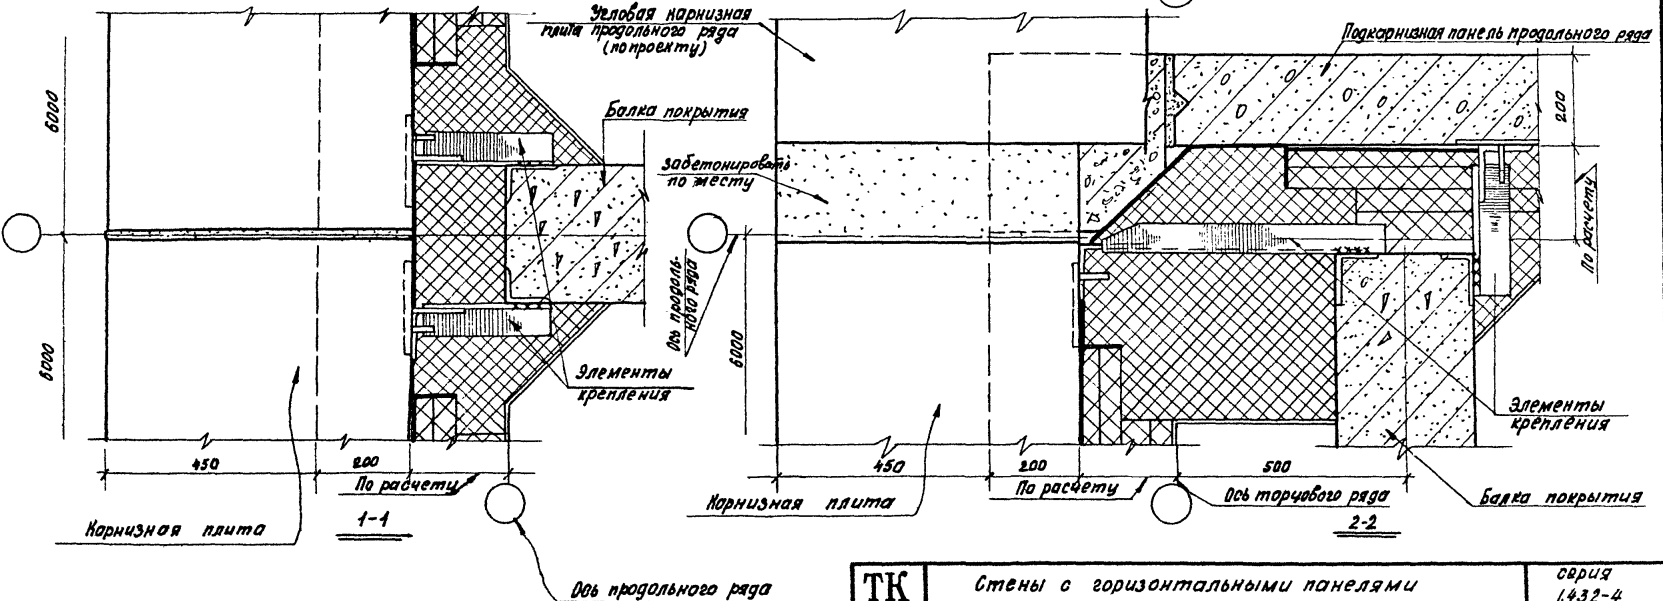 6000
6000
Балка покрытия
Элементы
крепления
450
200
По расчету
Карнизная плита
1-1
Ось продольного ряда
Угловая карнизная
плита продольного ряда
(по проекту)
Забетонировать
по месту
Ось продоль-
ного ряда
6000
Подкарнизная панель продольного ряда
200
По расчету
Элементы
крепления
450
200
500
По расчету
Карнизная плита
Ось торцового ряда
Балка покрытия
2-2
ТК
Стены с горизонтальными панелями
серия
1.432-4